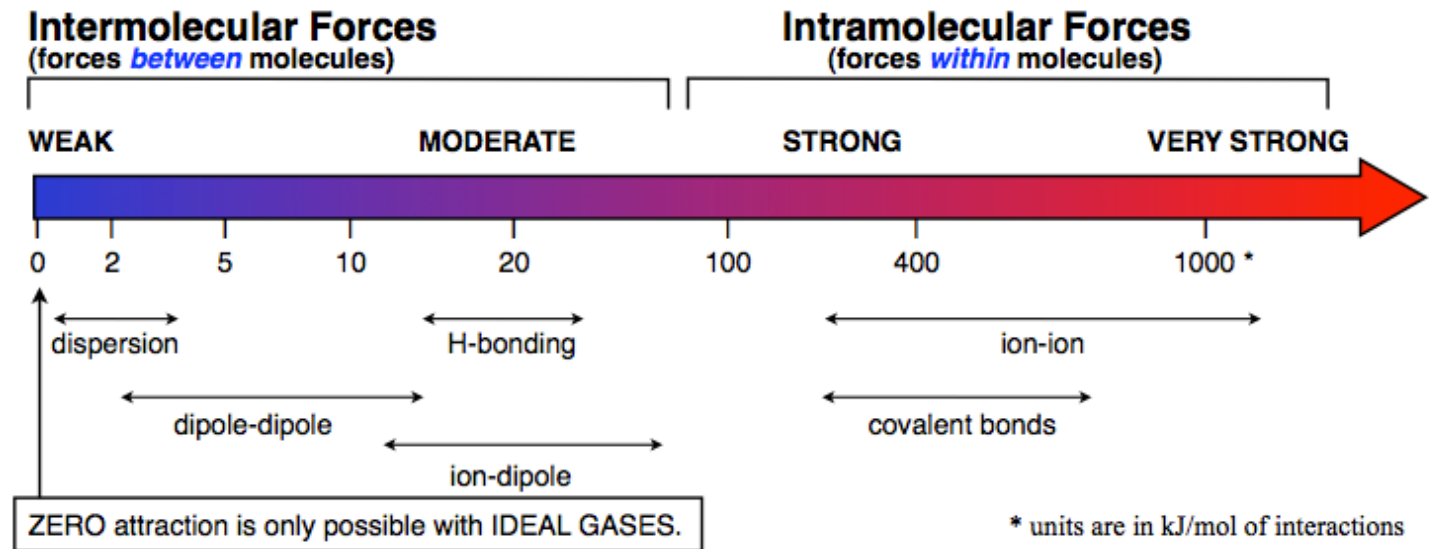 Intermolecular Forces
(forces between molecules)
Intramolecular Forces
(forces within molecules)
WEAK MODERATE STRONG VERY STRONG
0 2 5 10 20 100 400 1000 *
dispersion H-bonding ion-ion
dipole-dipole covalent bonds
ion-dipole
ZERO attraction is only possible with IDEAL GASES.
* units are in kJ/mol of interactions